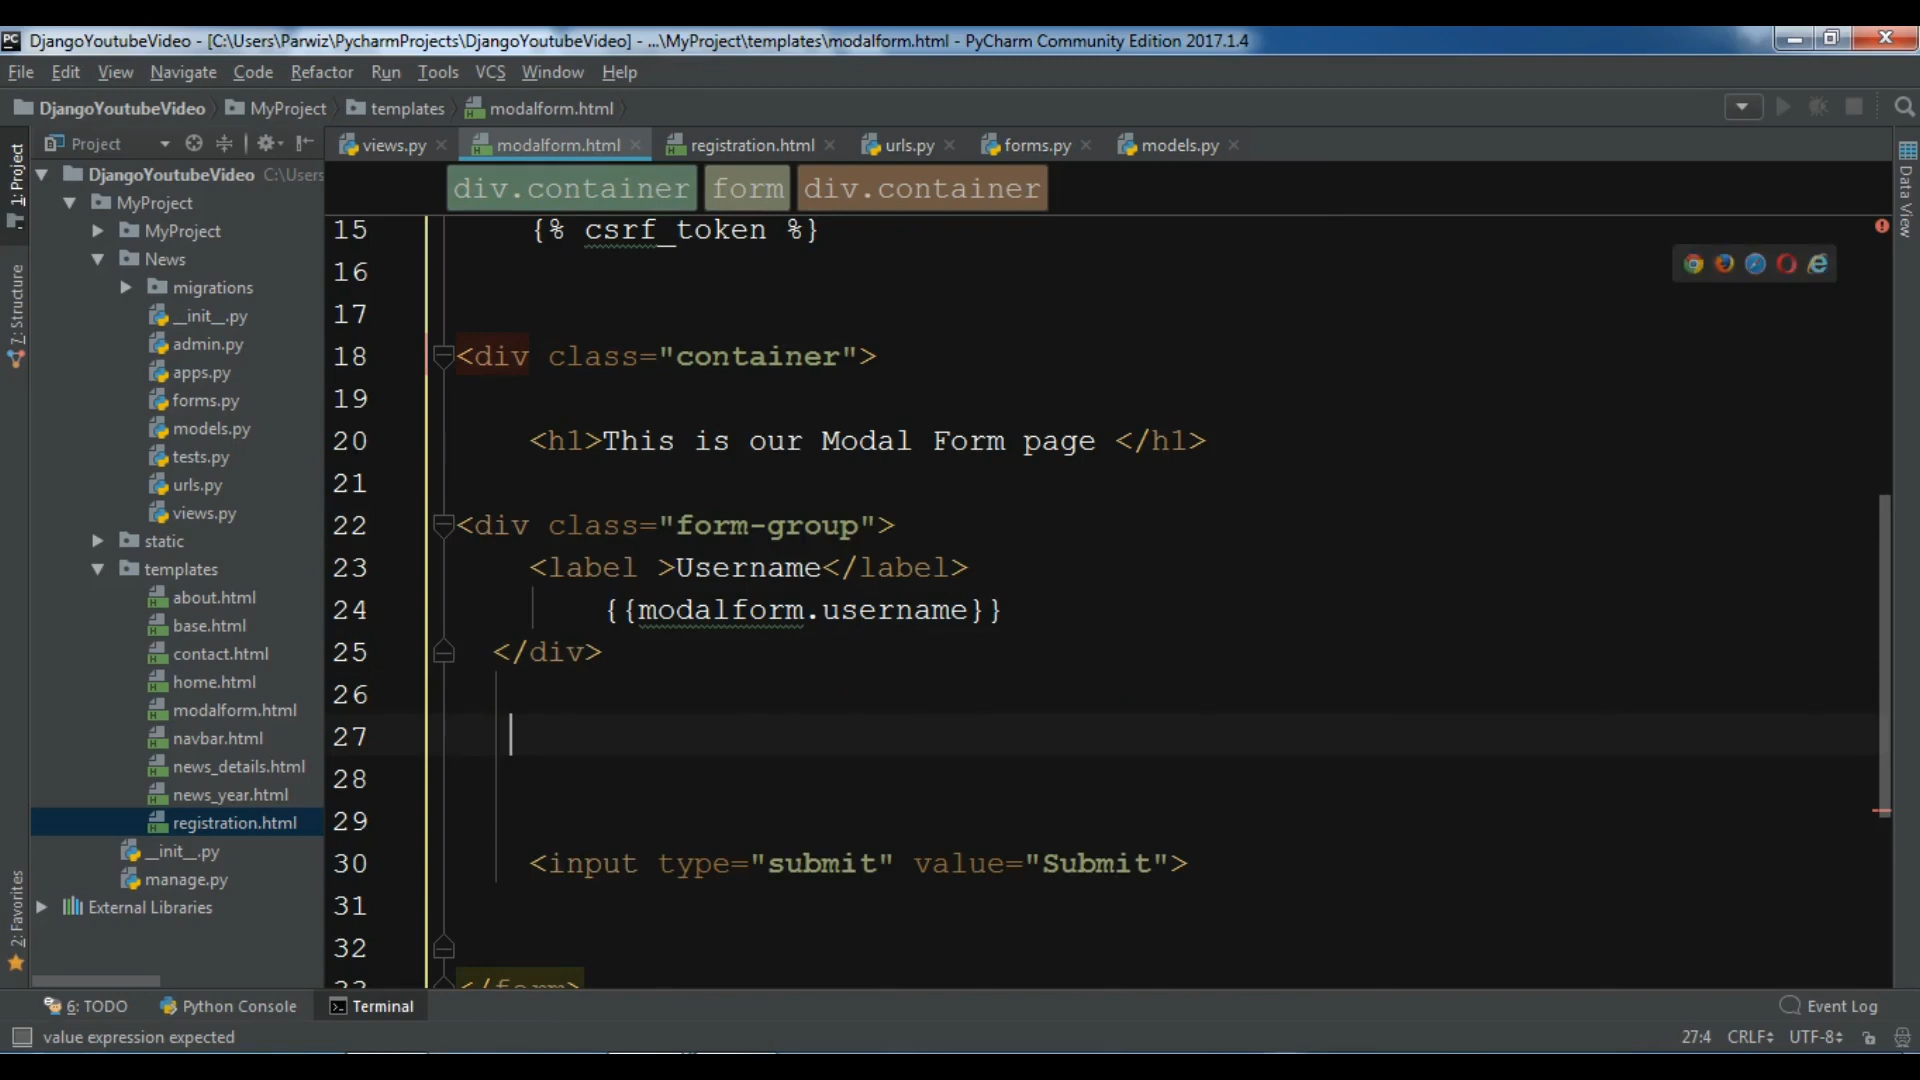 PC DjangoYoutubeVideo - [C:\Users\Parwiz\PycharmProjects\DjangoYoutubeVideo] - ...\MyProject\templates\modalform.html - PyCharm Community Edition 2017.1.4
File Edit View Navigate Code Refactor Run Tools VCS Window Help
DjangoYoutubeVideo MyProject templates modalform.html
Project views.py modalform.html registration.html urls.py forms.py models.py
1: Project
7: Structure
2: Favorites
DjangoYoutubeVideo C:\Users
MyProject
MyProject
News
migrations
__init__.py
admin.py
apps.py
forms.py
models.py
tests.py
urls.py
views.py
static
templates
about.html
base.html
contact.html
home.html
modalform.html
navbar.html
news_details.html
news_year.html
registration.html
__init__.py
manage.py
External Libraries
div.container form div.container
15 {% csrf_token %}
16
17
18 <div class="container">
19
20 <h1>This is our Modal Form page </h1>
21
22 <div class="form-group">
23 <label >Username</label>
24 {{modalform.username}}
25 </div>
26
27
28
29
30 <input type="submit" value="Submit">
31
32
33 </form>
Data View
6: TODO Python Console Terminal Event Log
value expression expected 27:4 CRLF UTF-8